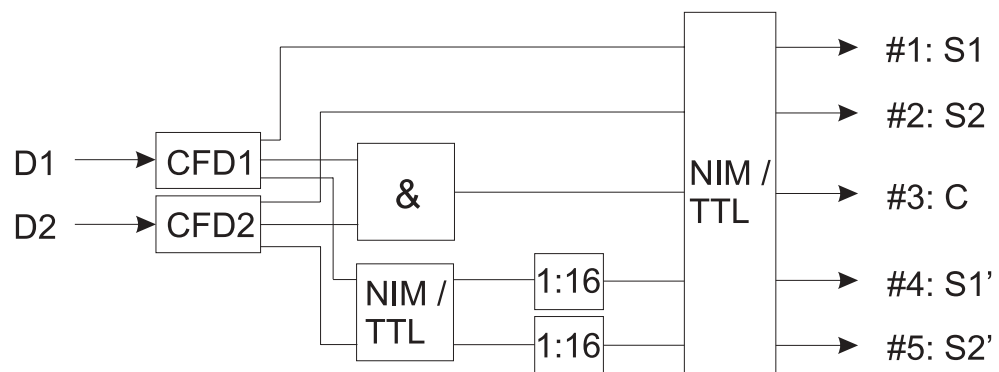 #1: S1
#2: S2
D1
CFD1
D2
CFD2
&
NIM /
TTL
#3: C
NIM /
TTL
1:16
#4: S1’
1:16
#5: S2’